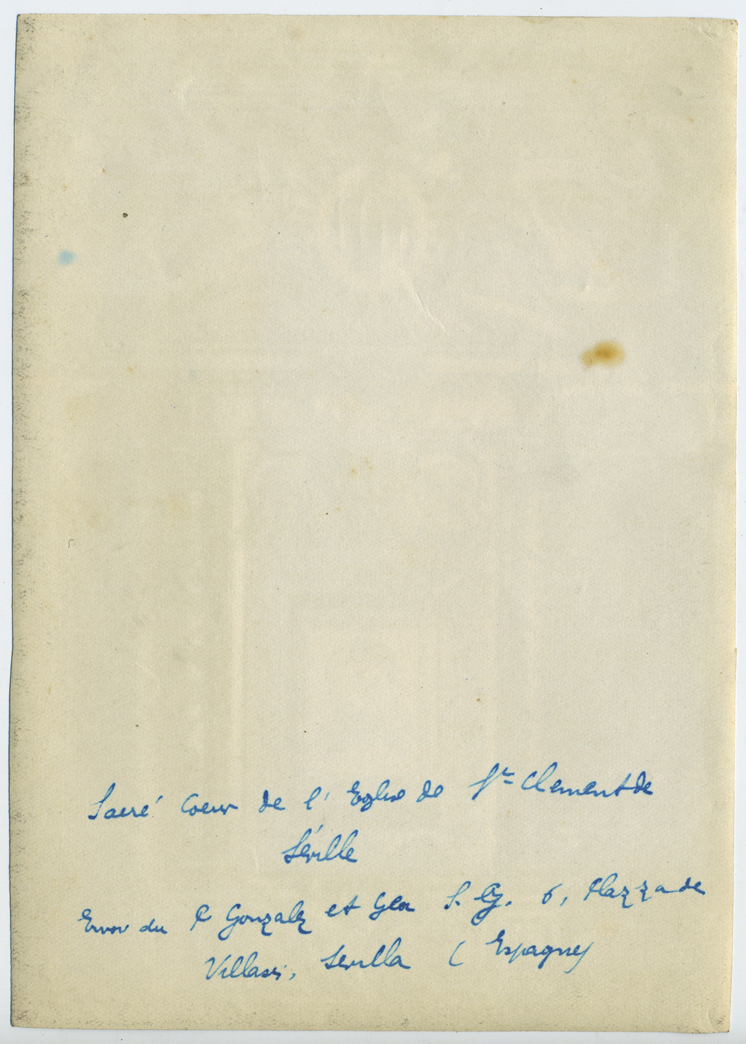 Sacré Coeur de l'Eglise de St Clement de
Séville
Envoi du P Gonzalez et Gea S. G. 6, Plazza de
Villasis, Sevilla (Espagne)